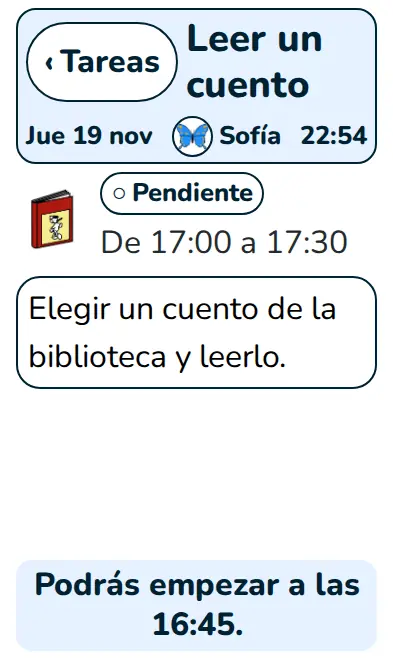 ‹ Tareas
Leer un
cuento
Jue 19 nov Sofía 22:54
○ Pendiente
De 17:00 a 17:30
Elegir un cuento de la
biblioteca y leerlo.
Podrás empezar a las
16:45.